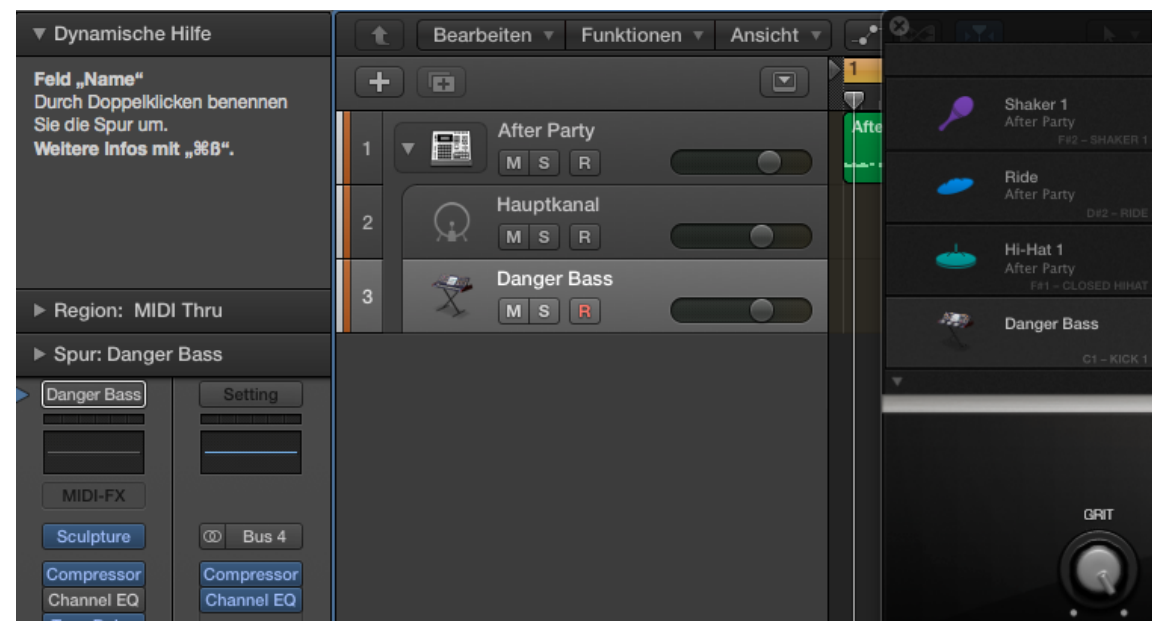 Dynamische Hilfe
Feld „Name“
Durch Doppelklicken benennen
Sie die Spur um.
Weitere Infos mit „⌘ß“.
Region: MIDI Thru
Spur: Danger Bass
Danger Bass
Setting
MIDI-FX
Sculpture
Bus 4
Compressor
Compressor
Channel EQ
Channel EQ
Bearbeiten
Funktionen
Ansicht
1
1
After Party
M S R
Afte
2
Hauptkanal
M S R
3
Danger Bass
M S R
Shaker 1
After Party
F#2 – SHAKER 1
Ride
After Party
D#2 – RIDE
Hi-Hat 1
After Party
F#1 – CLOSED HIHAT
Danger Bass
C1 – KICK 1
GRIT